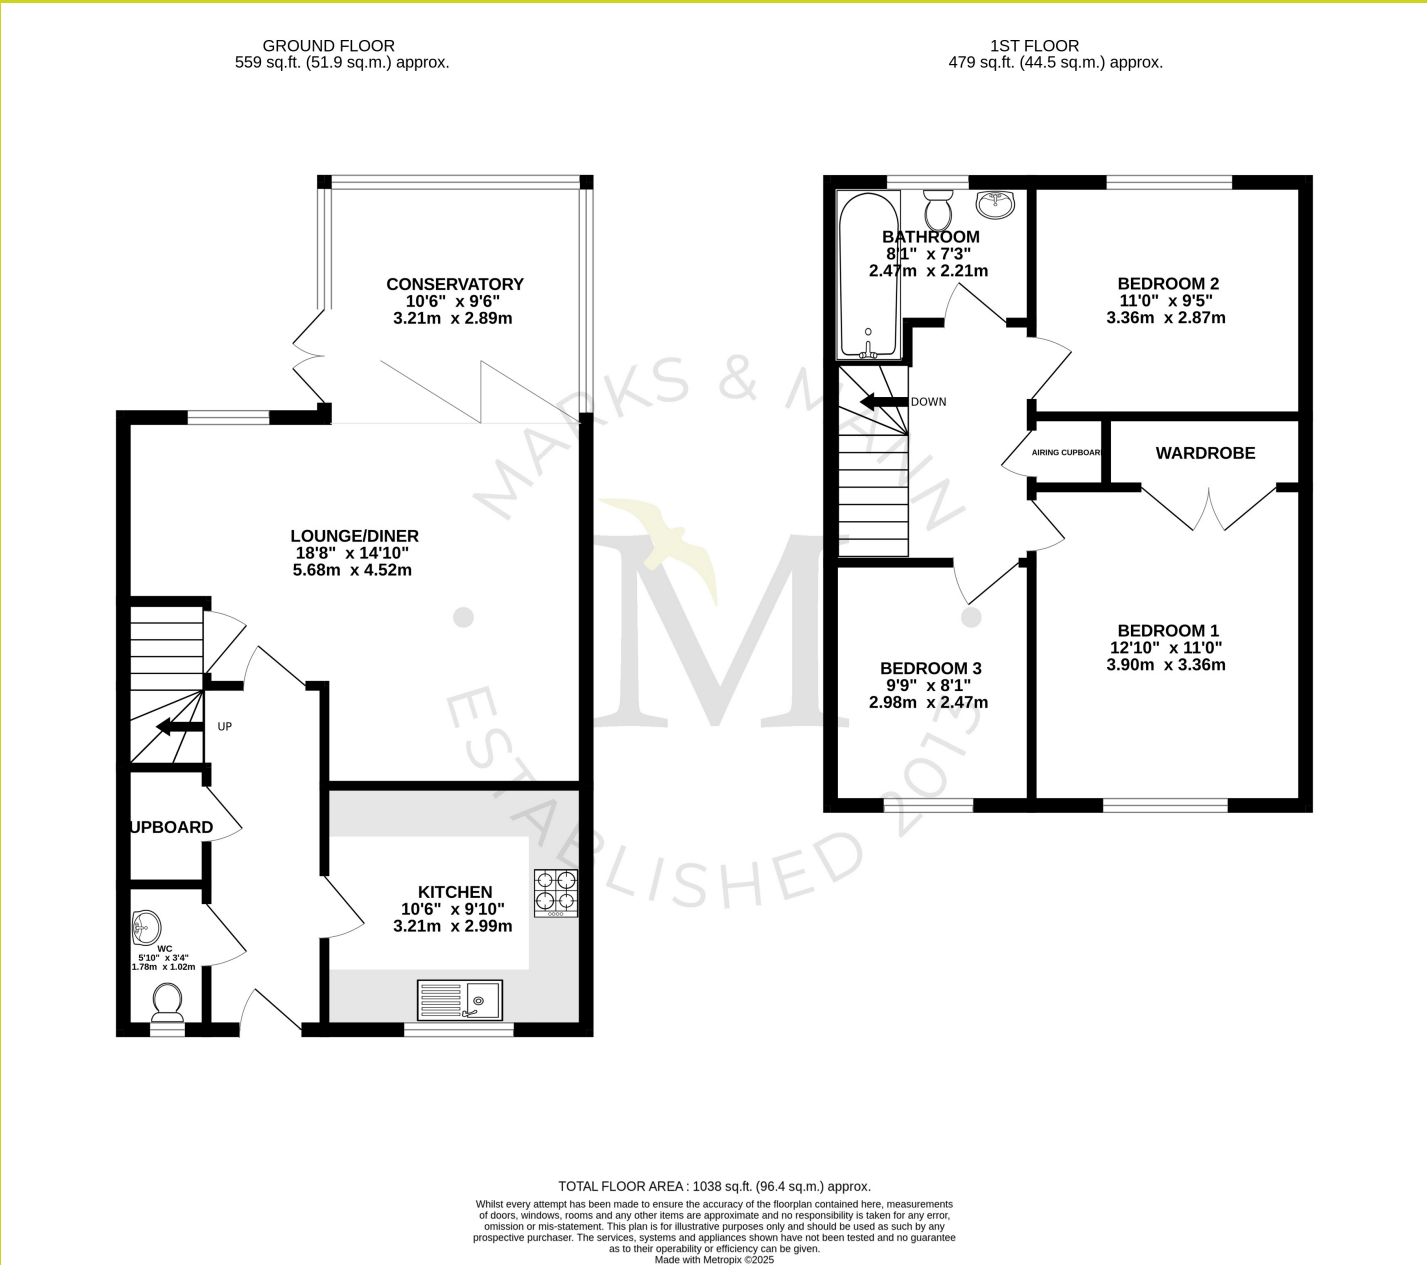 GROUND FLOOR
559 sq.ft. (51.9 sq.m.) approx.
1ST FLOOR
479 sq.ft. (44.5 sq.m.) approx.
CONSERVATORY
10'6" x 9'6"
3.21m x 2.89m
LOUNGE/DINER
18'8" x 14'10"
5.68m x 4.52m
UP
UPBOARD
WC
5'10" x 3'4"
1.78m x 1.02m
KITCHEN
10'6" x 9'10"
3.21m x 2.99m
BATHROOM
8'1" x 7'3"
2.47m x 2.21m
BEDROOM 2
11'0" x 9'5"
3.36m x 2.87m
DOWN
AIRING CUPBOAR
WARDROBE
BEDROOM 1
12'10" x 11'0"
3.90m x 3.36m
BEDROOM 3
9'9" x 8'1"
2.98m x 2.47m
MARKS & MANN
M
ESTABLISHED 2013
TOTAL FLOOR AREA : 1038 sq.ft. (96.4 sq.m.) approx.
Whilst every attempt has been made to ensure the accuracy of the floorplan contained here, measurements
of doors, windows, rooms and any other items are approximate and no responsibility is taken for any error,
omission or mis-statement. This plan is for illustrative purposes only and should be used as such by any
prospective purchaser. The services, systems and appliances shown have not been tested and no guarantee
as to their operability or efficiency can be given.
Made with Metropix ©2025